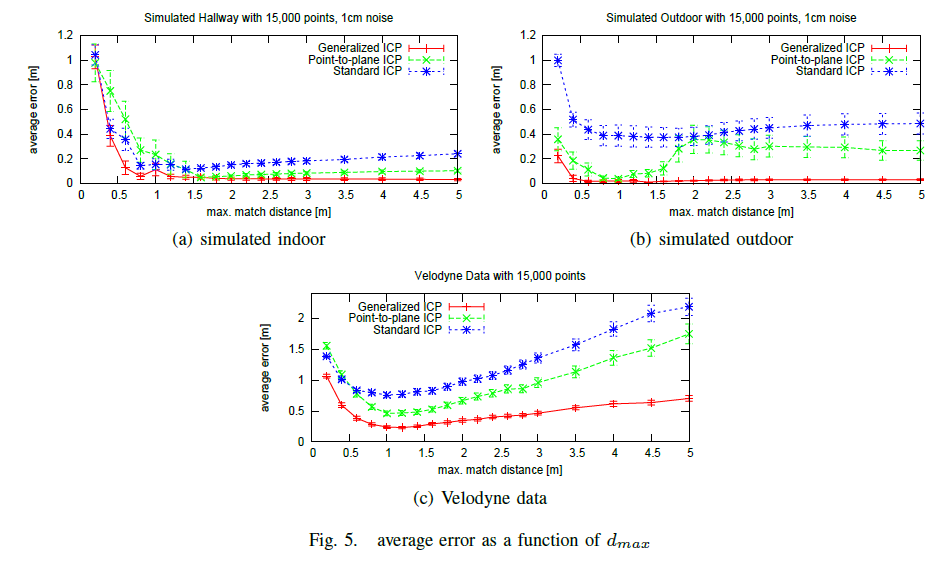 Simulated Hallway with 15,000 points, 1cm noise
Generalized ICP
Point-to-plane ICP
Standard ICP
average error [m]
1.2
1
0.8
0.6
0.4
0.2
0
0 0.5 1 1.5 2 2.5 3 3.5 4 4.5 5
max. match distance [m]
(a) simulated indoor
Simulated Outdoor with 15,000 points, 1cm noise
Generalized ICP
Point-to-plane ICP
Standard ICP
average error [m]
1.2
1
0.8
0.6
0.4
0.2
0
0 0.5 1 1.5 2 2.5 3 3.5 4 4.5 5
max. match distance [m]
(b) simulated outdoor
Velodyne Data with 15,000 points
Generalized ICP
Point-to-plane ICP
Standard ICP
average error [m]
2
1.5
1
0.5
0
0 0.5 1 1.5 2 2.5 3 3.5 4 4.5 5
max. match distance [m]
(c) Velodyne data
Fig. 5. average error as a function of dmax